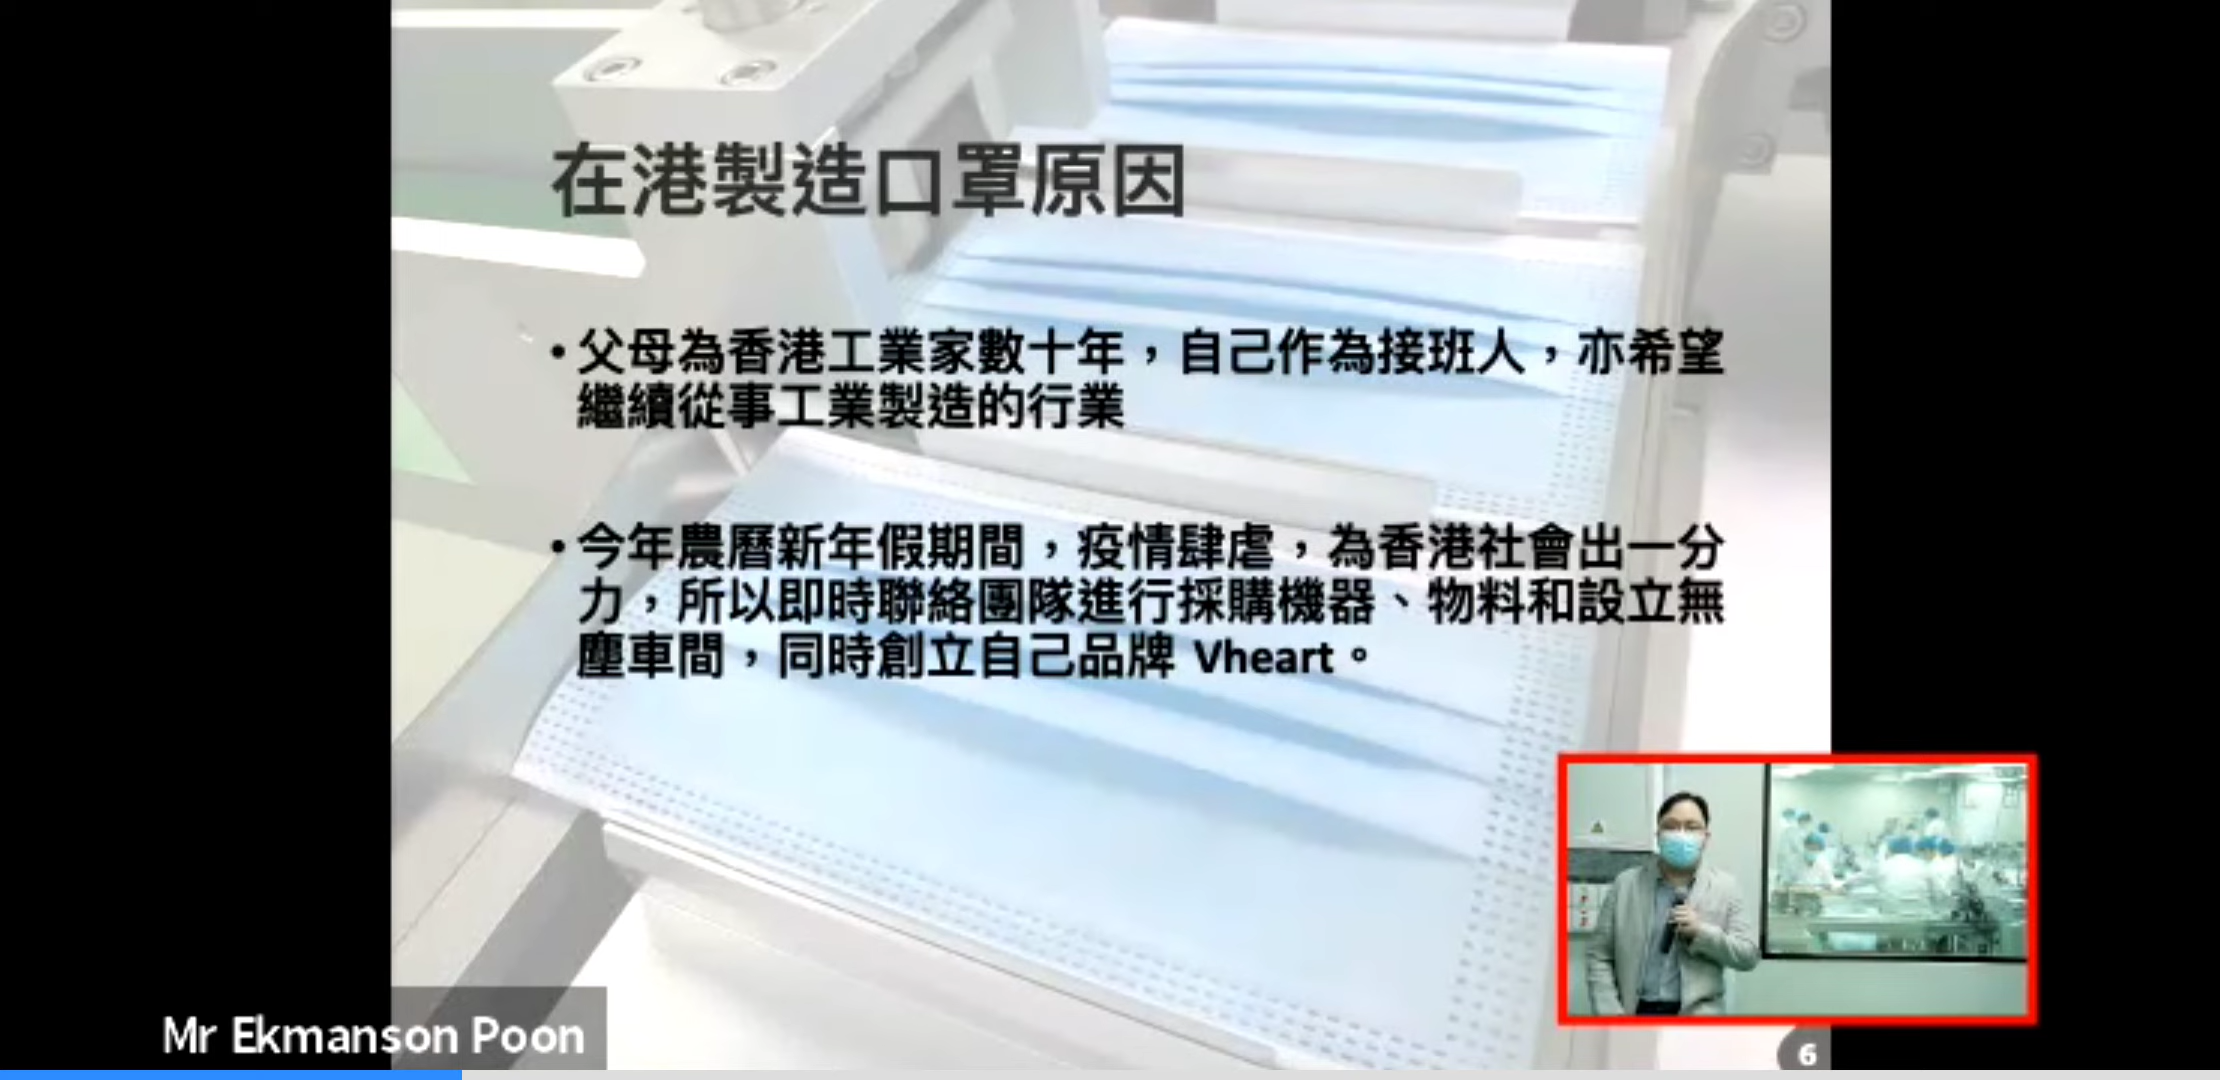 在港製造口罩原因
•父母為香港工業家數十年，自己作為接班人，亦希望
繼續從事工業製造的行業
•今年農曆新年假期間，疫情肆虐，為香港社會出一分
力，所以即時聯絡團隊進行採購機器、物料和設立無
塵車間，同時創立自己品牌 Vheart。
Mr Ekmanson Poon
6